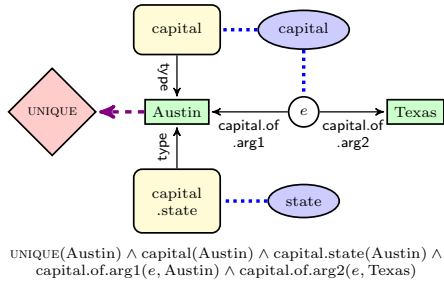 capital
capital
type
UNIQUE
Austin
e
Texas
capital.of
.arg1
capital.of
.arg2
type
capital
.state
state
UNIQUE(Austin) ∧ capital(Austin) ∧ capital.state(Austin) ∧
capital.of.arg1(e, Austin) ∧ capital.of.arg2(e, Texas)